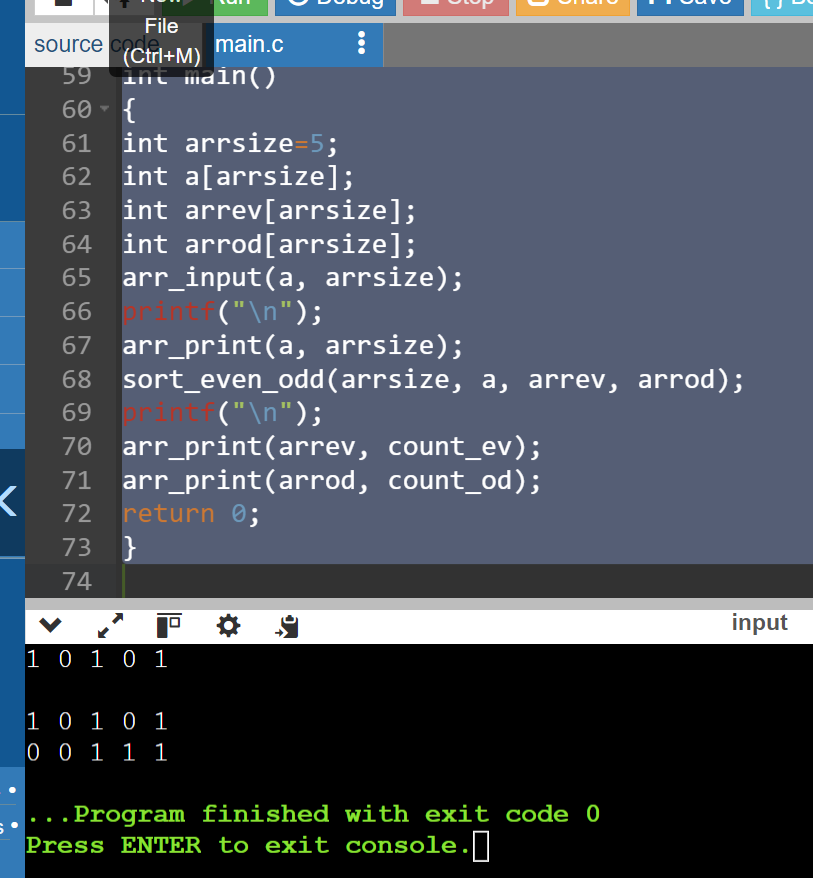 Run Debug Stop Share Save
File
(Ctrl+M)
source code main.c
59 int main()
60 {
61 int arrsize=5;
62 int a[arrsize];
63 int arrev[arrsize];
64 int arrod[arrsize];
65 arr_input(a, arrsize);
66 printf("\n");
67 arr_print(a, arrsize);
68 sort_even_odd(arrsize, a, arrev, arrod);
69 printf("\n");
70 arr_print(arrev, count_ev);
71 arr_print(arrod, count_od);
72 return 0;
73 }
74
input
1 0 1 0 1
1 0 1 0 1
0 0 1 1 1
...Program finished with exit code 0
Press ENTER to exit console.